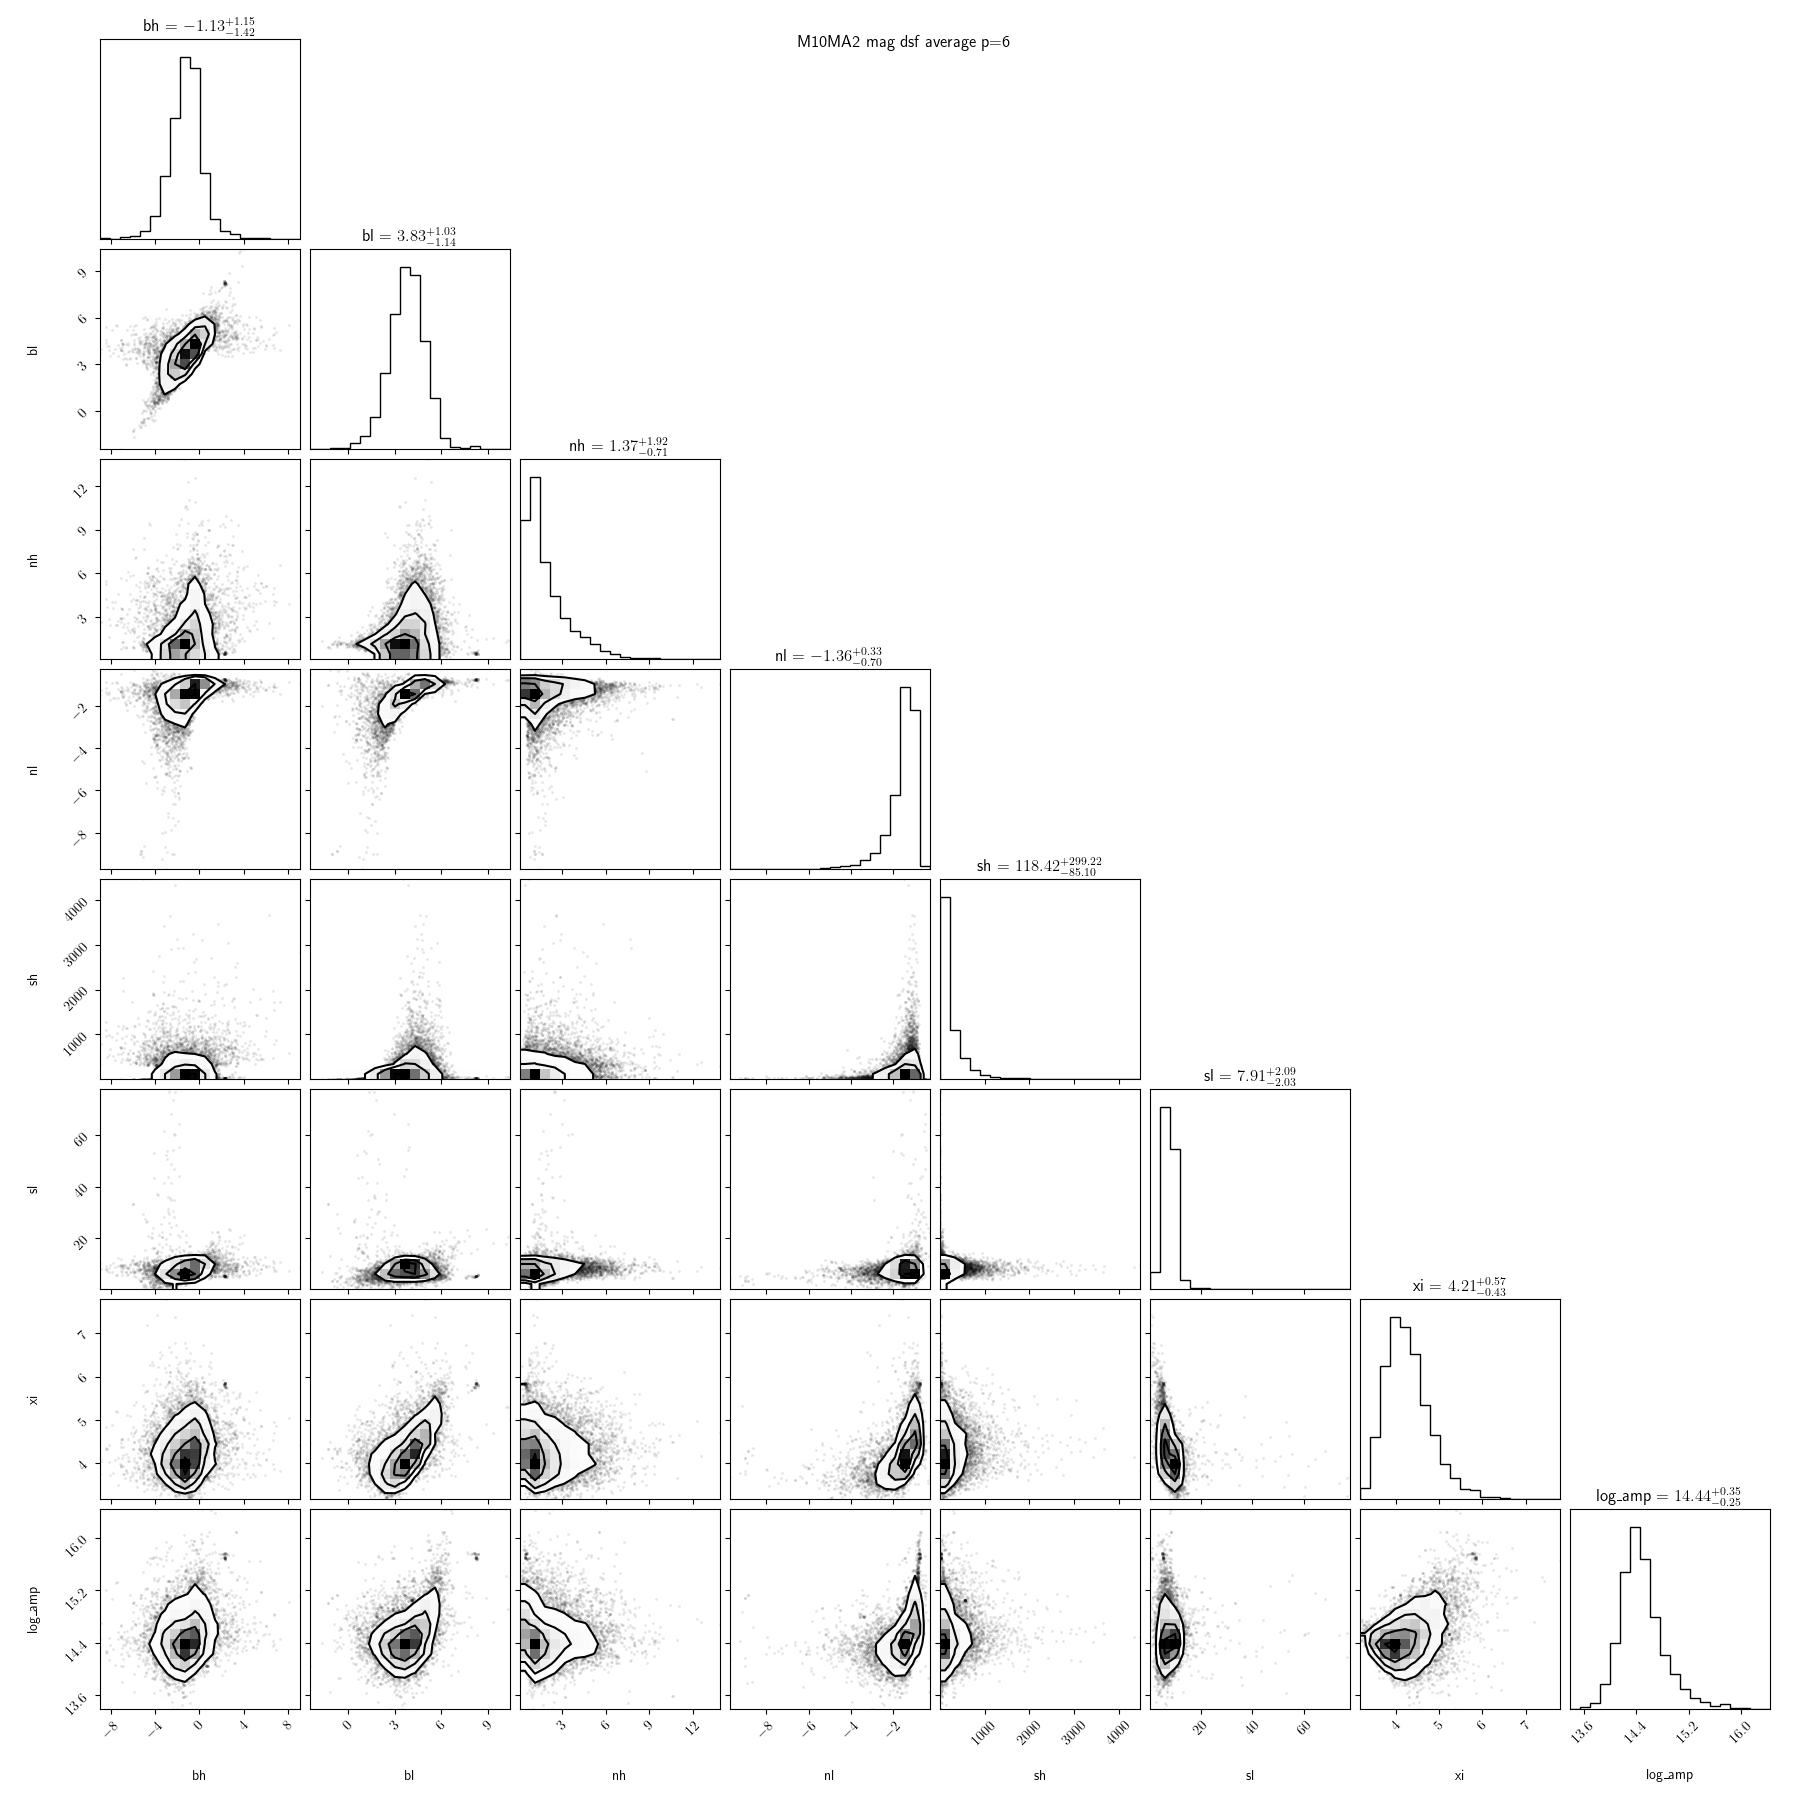 bh = −1.13 +1.15 −1.42
M10MA2 mag dsf average p=6
bl = 3.83 +1.03 −1.14
9
6
3
0
bl
nh = 1.37 +1.92 −0.71
12
9
6
3
nh
nl = −1.36 +0.33 −0.70
−2
−4
−6
−8
nl
sh = 118.42 +299.22 −85.10
4000
3000
2000
1000
sh
sl = 7.91 +2.09 −2.03
60
40
20
sl
xi = 4.21 +0.57 −0.43
7
6
5
4
xi
log_amp = 14.44 +0.35 −0.25
16.0
15.2
14.4
13.6
log_amp
−8 −4 0 4 8 0 3 6 9 3 6 9 12 −8 −6 −4 −2 1000 2000 3000 4000 20 40 60 4 5 6 7 13.6 14.4 15.2 16.0
bh bl nh nl sh sl xi log_amp